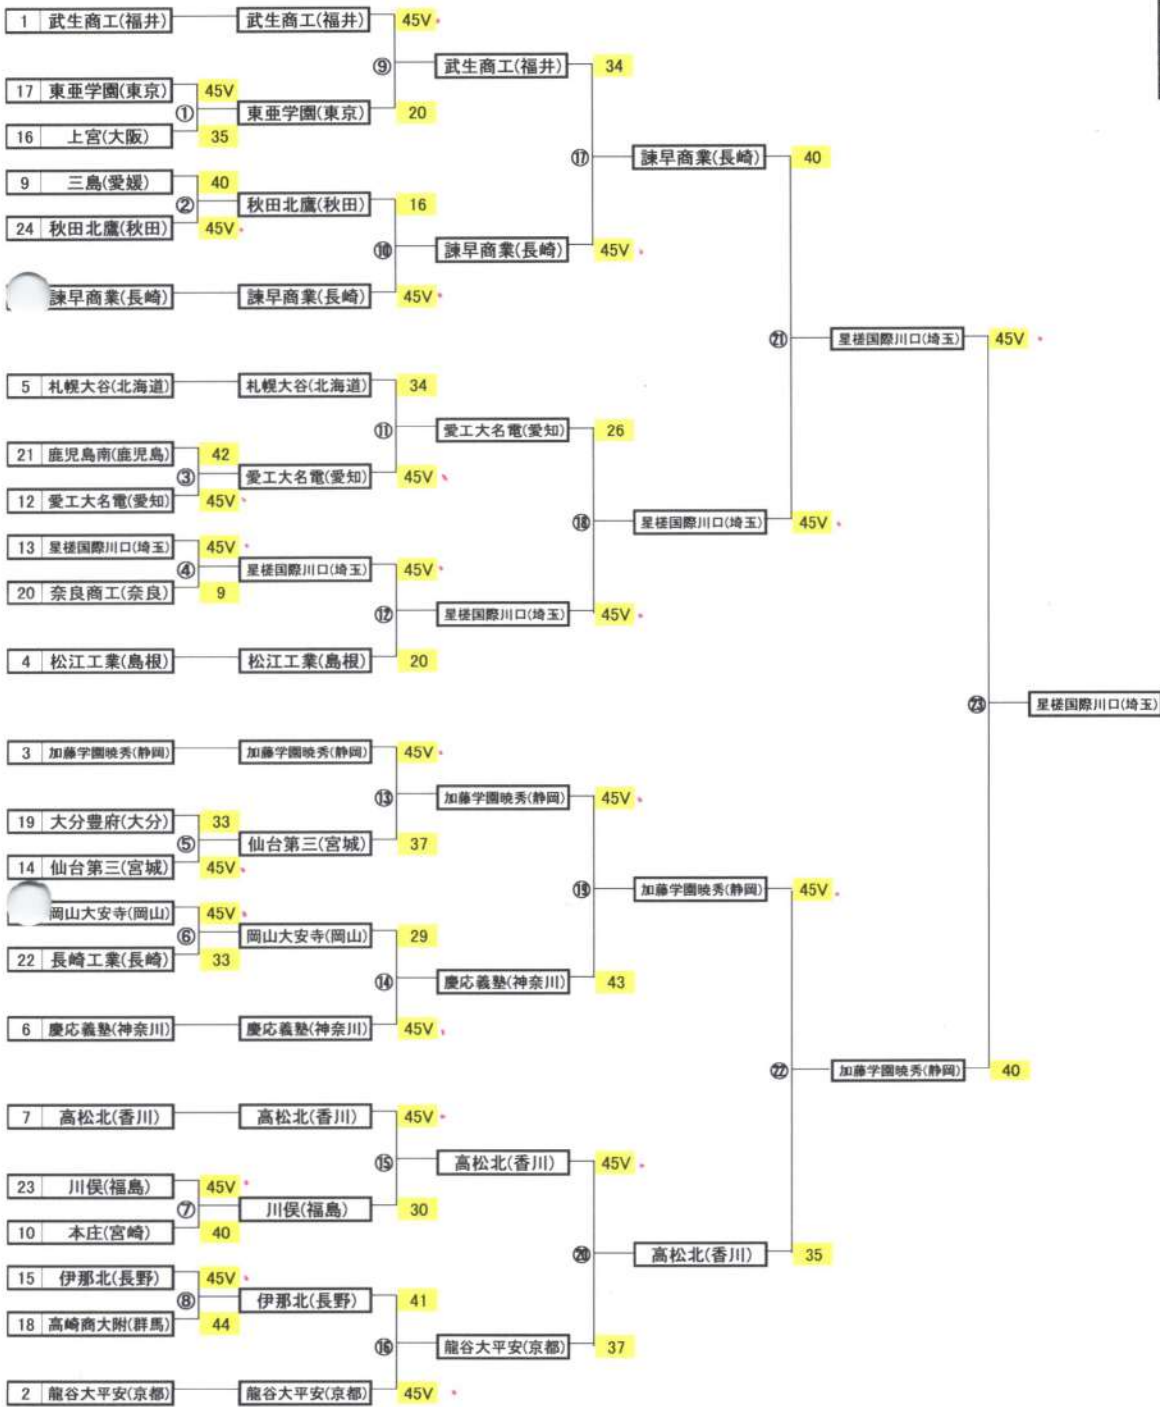 1 武生商工(福井) 武生商工(福井) 45V
⑨ 武生商工(福井) 34
17 東亜学園(東京) 45V
① 東亜学園(東京) 20
16 上宮(大阪) 35
⑰ 諫早商業(長崎) 40
9 三島(愛媛) 40
② 秋田北鷹(秋田) 16
24 秋田北鷹(秋田) 45V
⑩ 諫早商業(長崎) 45V
諫早商業(長崎) 諫早商業(長崎) 45V
㉑ 星槎国際川口(埼玉) 45V
5 札幌大谷(北海道) 札幌大谷(北海道) 34
⑪ 愛工大名電(愛知) 26
21 鹿児島南(鹿児島) 42
③ 愛工大名電(愛知) 45V
12 愛工大名電(愛知) 45V
⑱ 星槎国際川口(埼玉) 45V
13 星槎国際川口(埼玉) 45V
④ 星槎国際川口(埼玉) 45V
20 奈良商工(奈良) 9
⑫ 星槎国際川口(埼玉) 45V
4 松江工業(島根) 松江工業(島根) 20
㉓ 星槎国際川口(埼玉)
3 加藤学園暁秀(静岡) 加藤学園暁秀(静岡) 45V
⑬ 加藤学園暁秀(静岡) 45V
19 大分豊府(大分) 33
⑤ 仙台第三(宮城) 37
14 仙台第三(宮城) 45V
⑲ 加藤学園暁秀(静岡) 45V
岡山大安寺(岡山) 45V
⑥ 岡山大安寺(岡山) 29
22 長崎工業(長崎) 33
⑭ 慶応義塾(神奈川) 43
6 慶応義塾(神奈川) 慶応義塾(神奈川) 45V
㉒ 加藤学園暁秀(静岡) 40
7 高松北(香川) 高松北(香川) 45V
⑮ 高松北(香川) 45V
23 川俣(福島) 45V
⑦ 川俣(福島) 30
10 本庄(宮崎) 40
⑳ 高松北(香川) 35
15 伊那北(長野) 45V
⑧ 伊那北(長野) 41
18 高崎商大附(群馬) 44
⑯ 龍谷大平安(京都) 37
2 龍谷大平安(京都) 龍谷大平安(京都) 45V